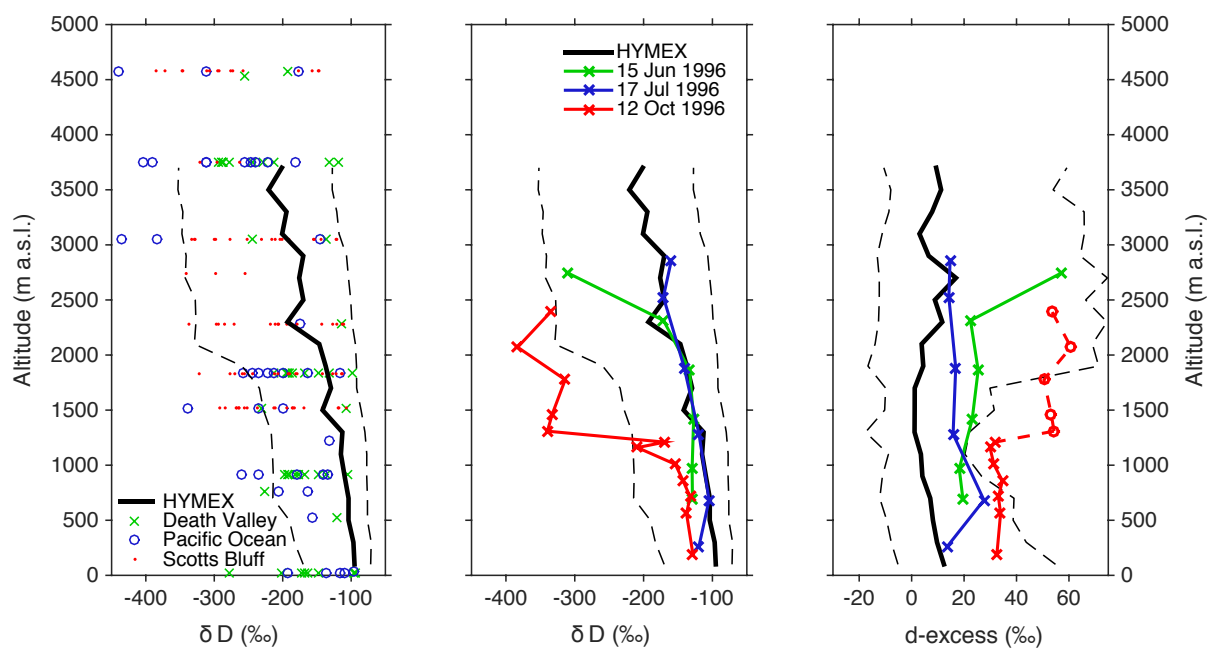 5000
4500
4000
3500
3000
2500
2000
1500
1000
500
0
Altitude (m a.s.l.)
HYMEX
Death Valley
Pacific Ocean
Scotts Bluff
-400 -300 -200 -100
δ D (‰)
HYMEX
15 Jun 1996
17 Jul 1996
12 Oct 1996
-400 -300 -200 -100
δ D (‰)
5000
4500
4000
3500
3000
2500
2000
1500
1000
500
0
Altitude (m a.s.l.)
-20 0 20 40 60
d-excess (‰)